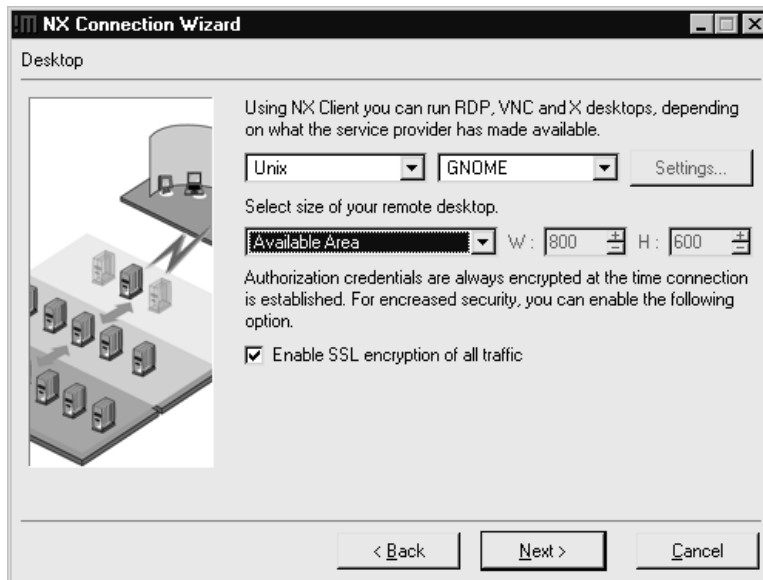 !M NX Connection Wizard
Desktop
Using NX Client you can run RDP, VNC and X desktops, depending
on what the service provider has made available.
Unix GNOME Settings...
Select size of your remote desktop.
Available Area W: 800 H: 600
Authorization credentials are always encrypted at the time connection
is established. For encreased security, you can enable the following
option.
Enable SSL encryption of all traffic
< Back Next > Cancel